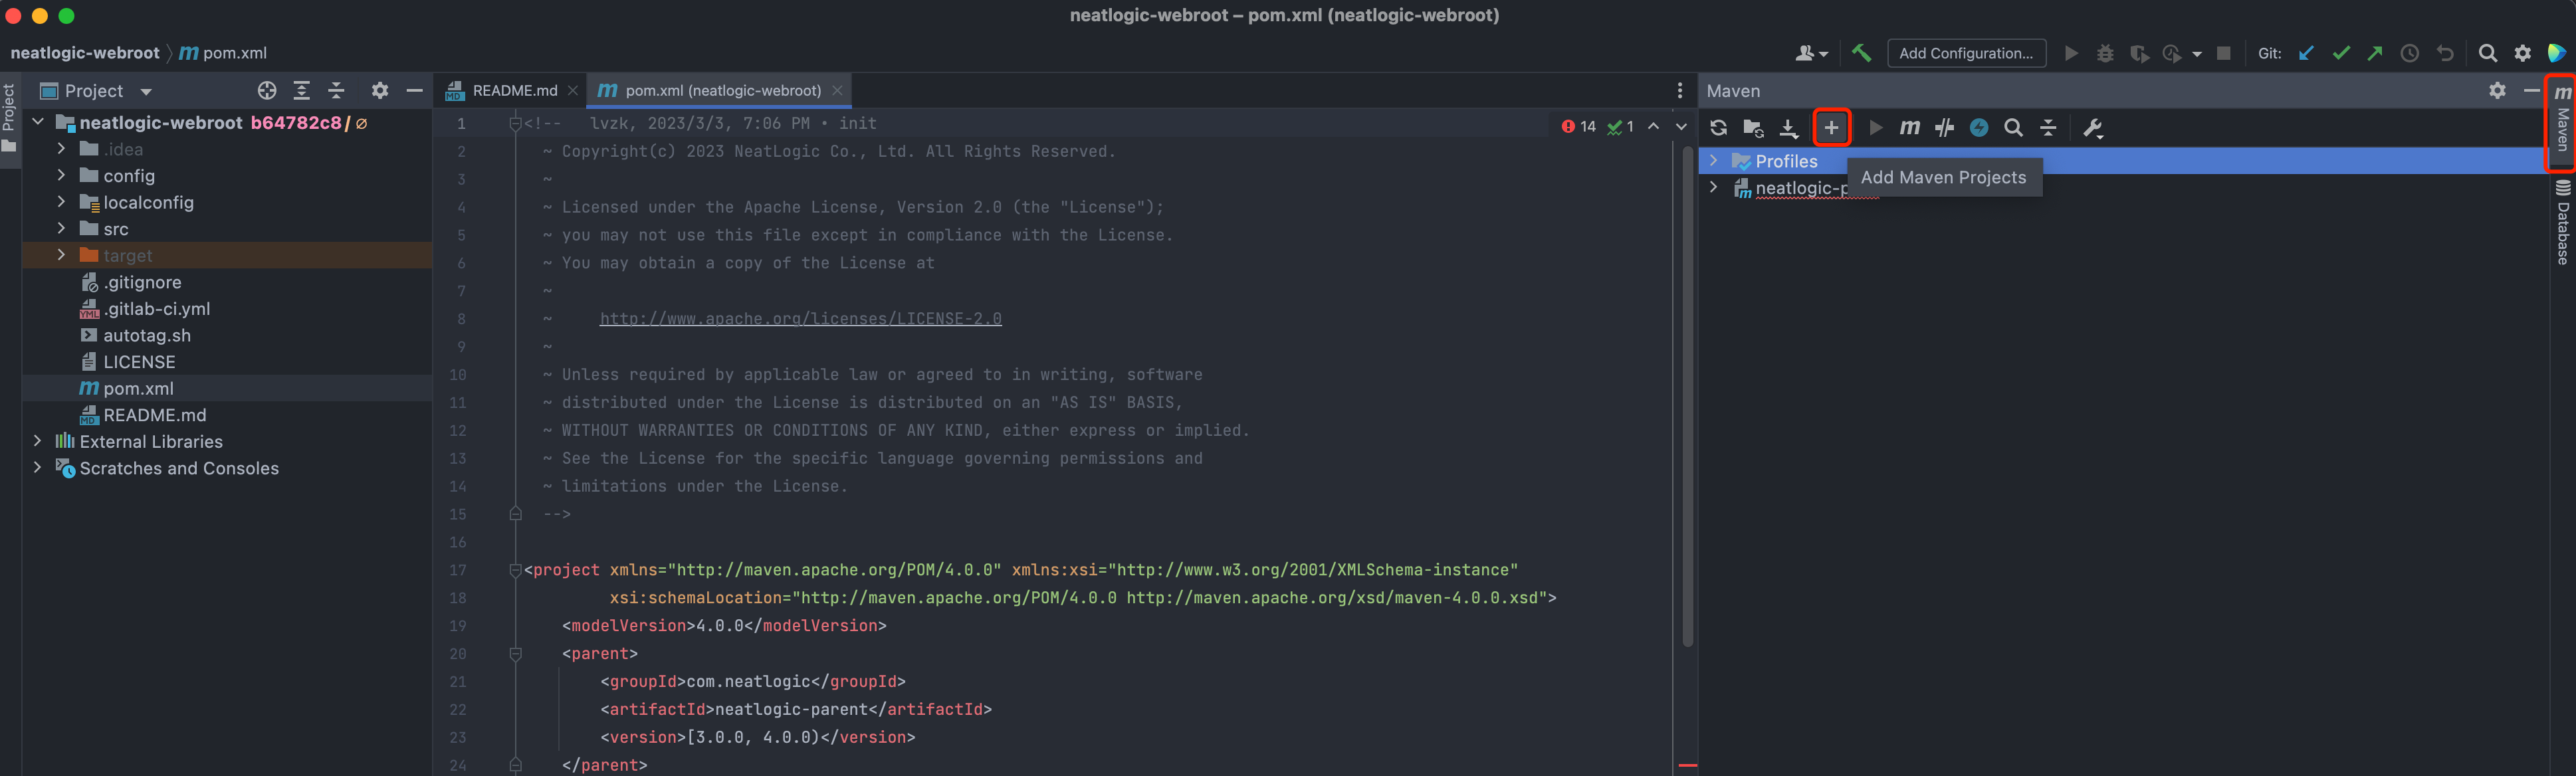 neatlogic-webroot – pom.xml (neatlogic-webroot)
neatlogic-webroot pom.xml
Add Configuration...
Git:
Project
Project
neatlogic-webroot b64782c8 / ∅
.idea
config
localconfig
src
target
.gitignore
.gitlab-ci.yml
autotag.sh
LICENSE
pom.xml
README.md
External Libraries
Scratches and Consoles
README.md
pom.xml (neatlogic-webroot)
14
1
1 <!-- lvzk, 2023/3/3, 7:06 PM • init
2 ~ Copyright(c) 2023 NeatLogic Co., Ltd. All Rights Reserved.
3 ~
4 ~ Licensed under the Apache License, Version 2.0 (the "License");
5 ~ you may not use this file except in compliance with the License.
6 ~ You may obtain a copy of the License at
7 ~
8 ~ http://www.apache.org/licenses/LICENSE-2.0
9 ~
10 ~ Unless required by applicable law or agreed to in writing, software
11 ~ distributed under the License is distributed on an "AS IS" BASIS,
12 ~ WITHOUT WARRANTIES OR CONDITIONS OF ANY KIND, either express or implied.
13 ~ See the License for the specific language governing permissions and
14 ~ limitations under the License.
15 -->
16
17 <project xmlns="http://maven.apache.org/POM/4.0.0" xmlns:xsi="http://www.w3.org/2001/XMLSchema-instance"
18 xsi:schemaLocation="http://maven.apache.org/POM/4.0.0 http://maven.apache.org/xsd/maven-4.0.0.xsd">
19 <modelVersion>4.0.0</modelVersion>
20 <parent>
21 <groupId>com.neatlogic</groupId>
22 <artifactId>neatlogic-parent</artifactId>
23 <version>[3.0.0, 4.0.0)</version>
24 </parent>
Maven
Profiles
neatlogic-p
Add Maven Projects
Maven
Database